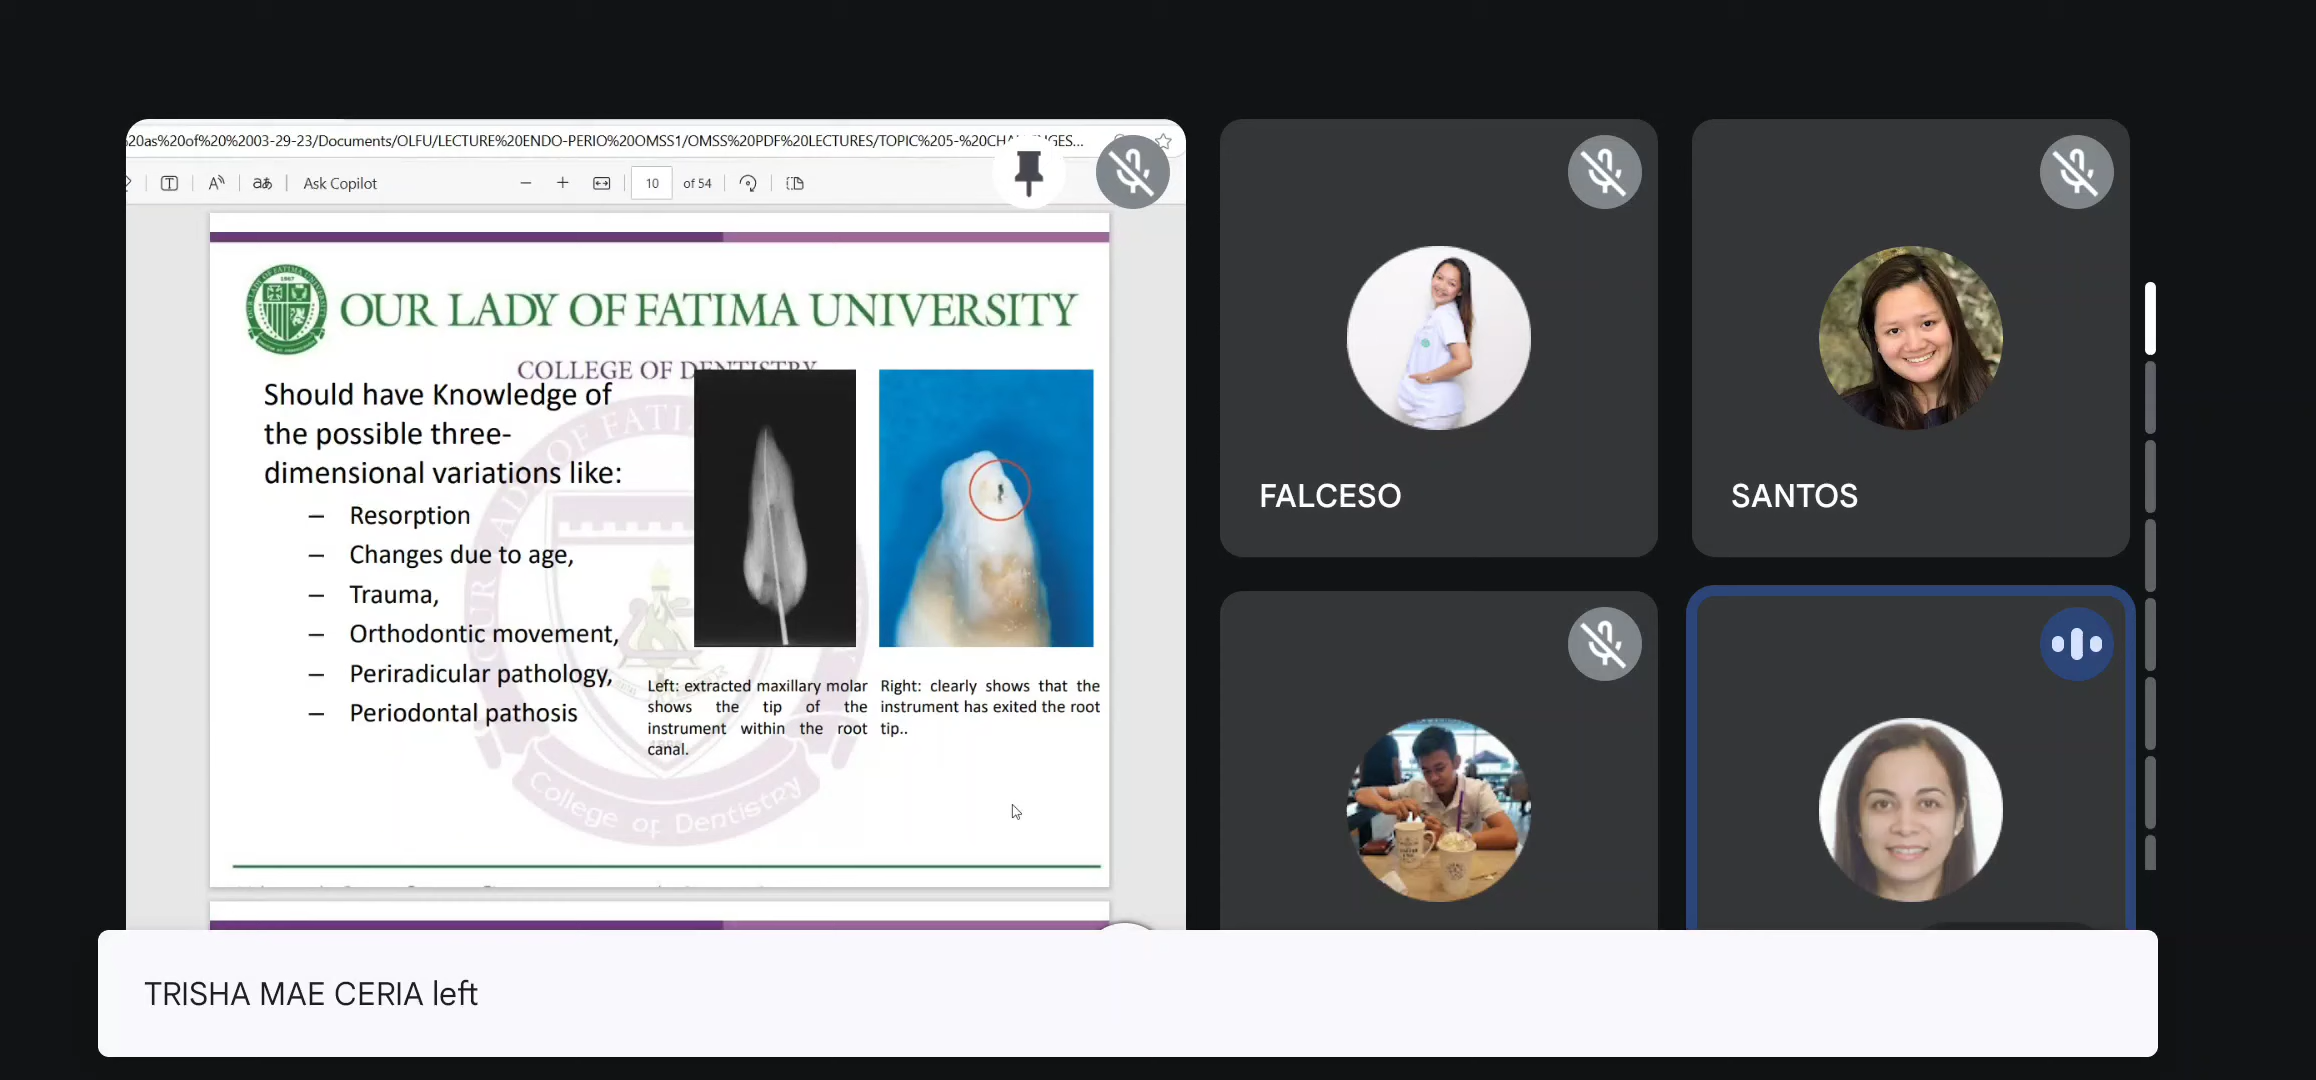 20as%20of%20%2003-29-23/Documents/OLFU/LECTURE%20ENDO-PERIO%20OMSS1/OMSS%20PDF%20LECTURES/TOPIC%205-%20CHALLENGES...
Ask Copilot
10 of 54
OUR LADY OF FATIMA UNIVERSITY
COLLEGE OF DENTISTRY
Should have Knowledge of
the possible three-
dimensional variations like:
– Resorption
– Changes due to age,
– Trauma,
– Orthodontic movement,
– Periradicular pathology,
– Periodontal pathosis
Left: extracted maxillary molar
shows the tip of the
instrument within the root
canal.
Right: clearly shows that the
instrument has exited the root
tip..
College of Dentistry
FALCESO
SANTOS
TRISHA MAE CERIA left